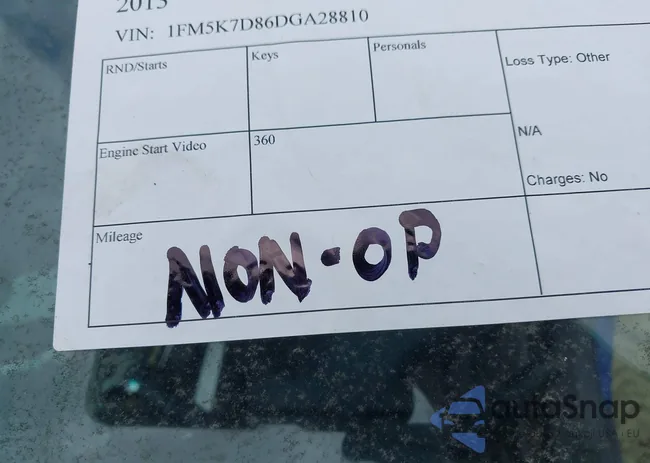 2013
VIN: 1FM5K7D86DGA28810
RND/Starts
Keys
Personals
Loss Type: Other
Engine Start Video
360
N/A
Charges: No
Mileage
NON-OP
autoSnap